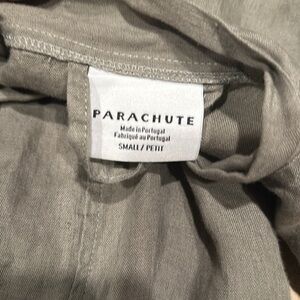 PARACHUTE
Made in Portugal
Fabriqué au Portugal
SMALL / PETIT